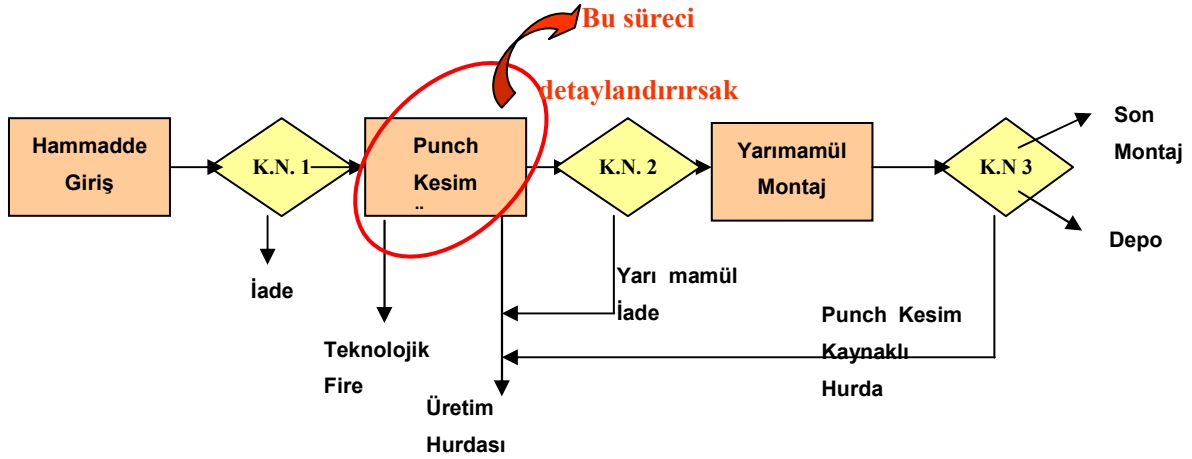 Bu süreci
detaylandırırsak
Hammadde
Giriş
K.N. 1
Punch
Kesim
K.N. 2
Yarımamül
Montaj
K.N 3
Son
Montaj
Depo
İade
Yarı mamül
İade
Punch Kesim
Kaynaklı
Hurda
Teknolojik
Fire
Üretim
Hurdası